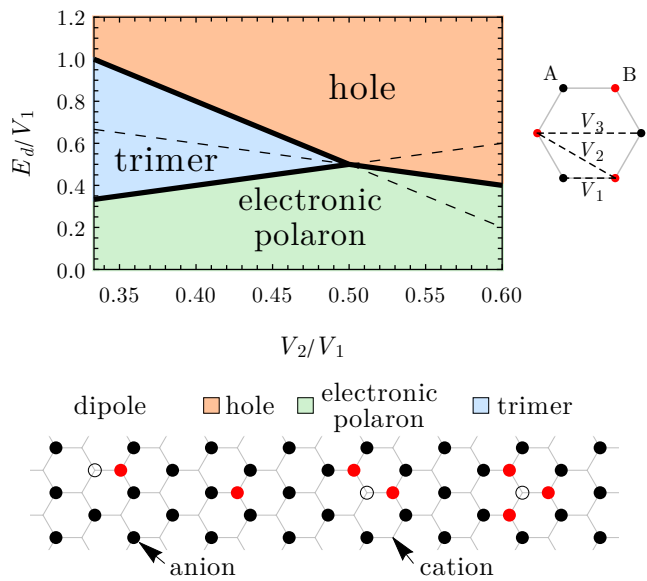 1.2
1.0
0.8
0.6
0.4
0.2
0.0
E_d/V_1
hole
trimer
electronic
polaron
0.35
0.40
0.45
0.50
0.55
0.60
V_2/V_1
A
B
V_3
V_2
V_1
dipole
hole
electronic
polaron
trimer
anion
cation